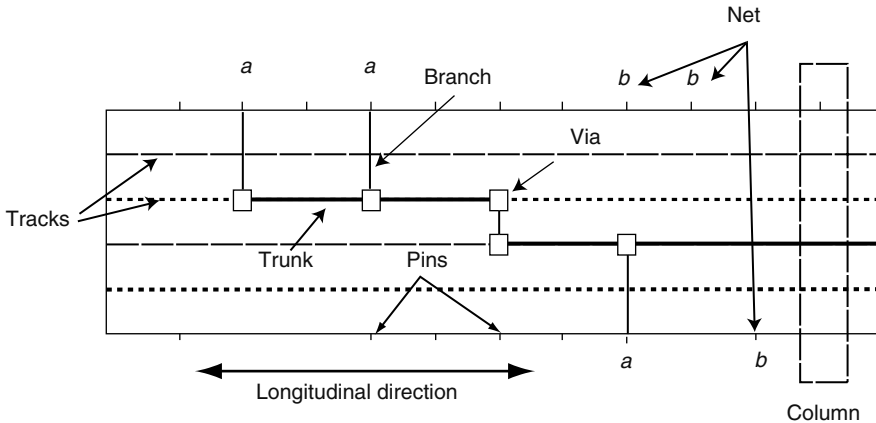 Net
a a Branch b b
Via
Tracks
Trunk Pins
a b
Longitudinal direction
Column